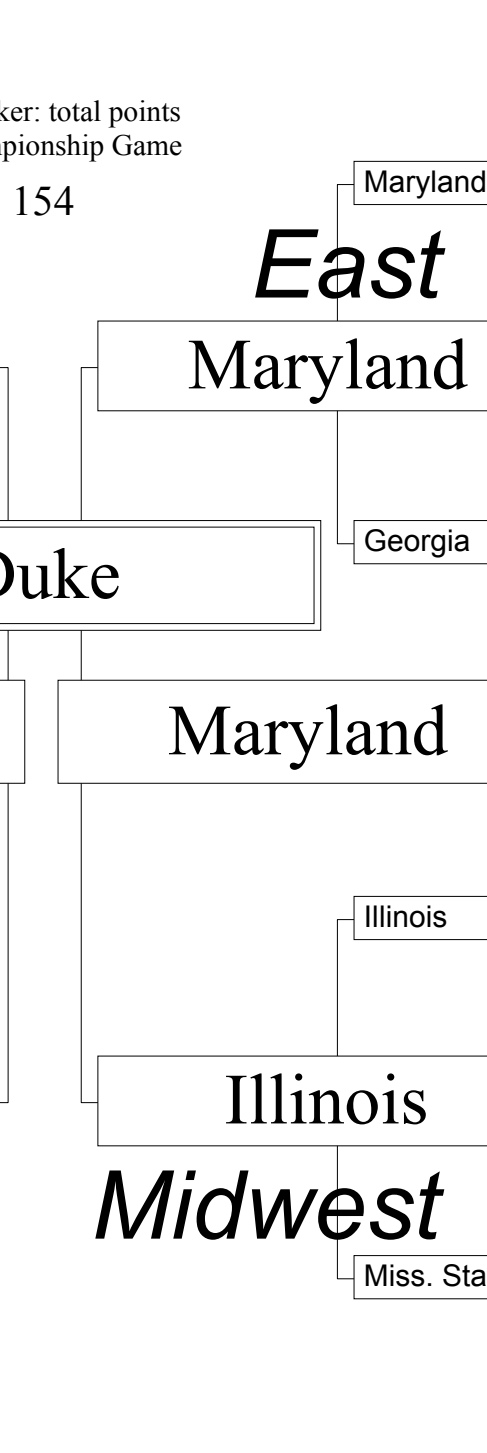 ker: total points
pionship Game
154
Maryland
East
Maryland
Georgia
Duke
Maryland
Illinois
Illinois
Midwest
Miss. Sta